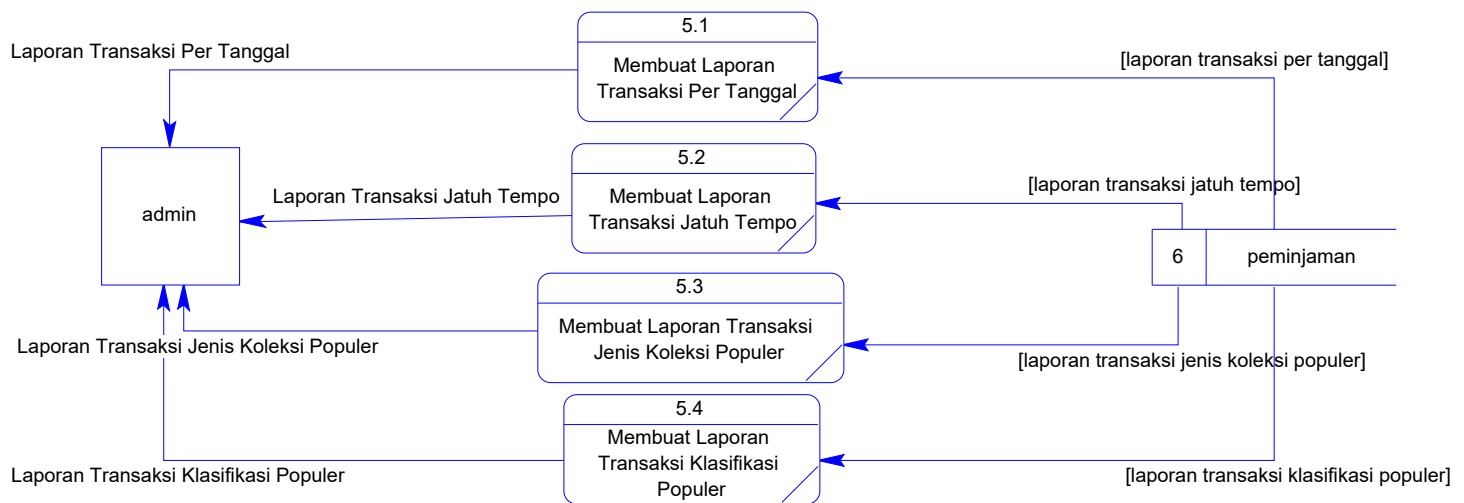 5.1
Laporan Transaksi Per Tanggal
Membuat Laporan
Transaksi Per Tanggal
[laporan transaksi per tanggal]
5.2
Laporan Transaksi Jatuh Tempo
Membuat Laporan
Transaksi Jatuh Tempo
[laporan transaksi jatuh tempo]
admin
6
peminjaman
5.3
Membuat Laporan Transaksi
Jenis Koleksi Populer
Laporan Transaksi Jenis Koleksi Populer
[laporan transaksi jenis koleksi populer]
5.4
Membuat Laporan
Transaksi Klasifikasi
Populer
Laporan Transaksi Klasifikasi Populer
[laporan transaksi klasifikasi populer]